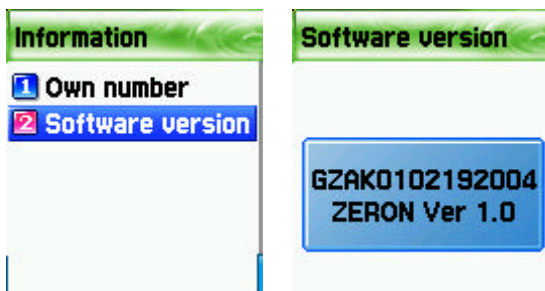 Information
1 Own number
2 Software version
Software version
GZAK0102192004
ZERON Ver 1.0